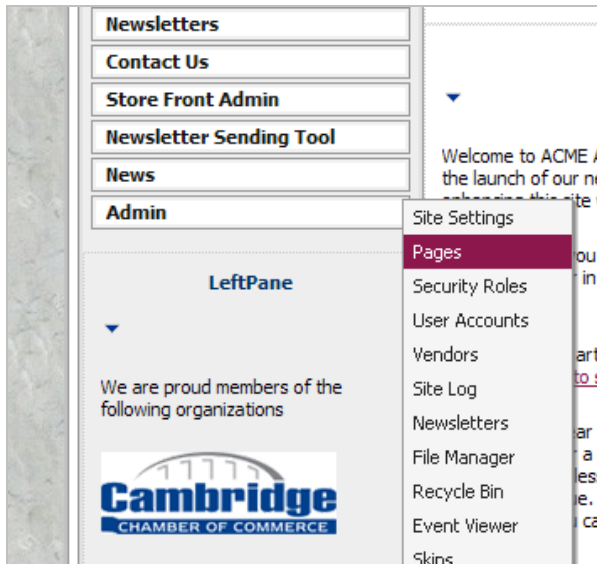 Newsletters
Contact Us
Store Front Admin
Newsletter Sending Tool
News
Admin
LeftPane
We are proud members of the
following organizations
Cambridge
CHAMBER OF COMMERCE
Site Settings
Pages
Security Roles
User Accounts
Vendors
Site Log
Newsletters
File Manager
Recycle Bin
Event Viewer
Skins
Welcome to ACME
the launch of our
to
a